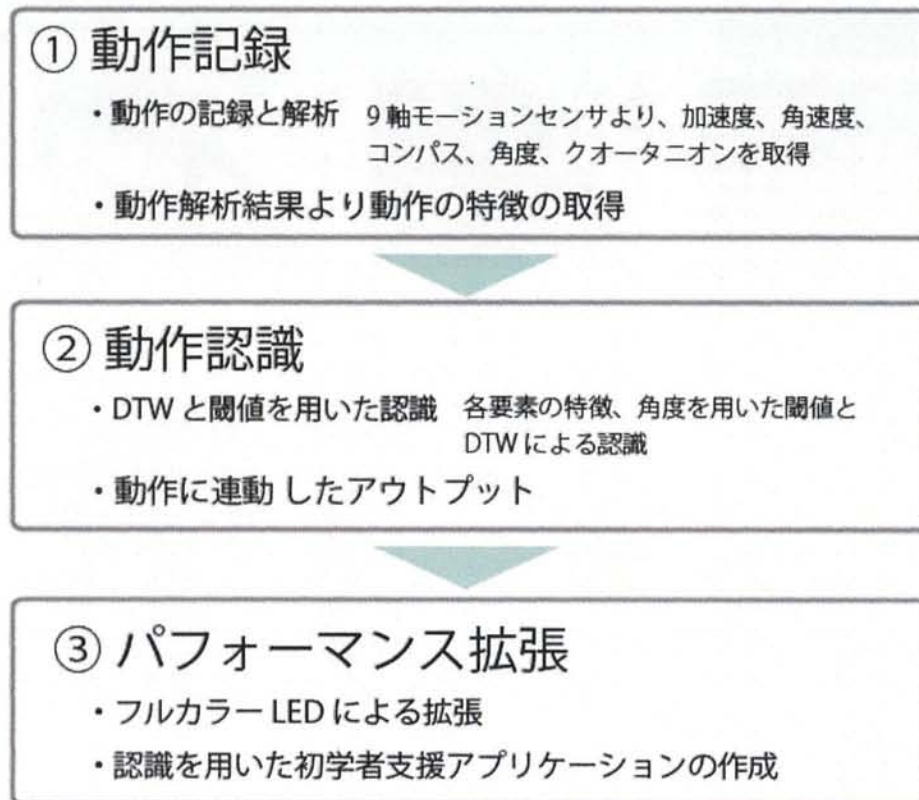 ① 動作記録
・動作の記録と解析 9軸モーションセンサより、加速度、角速度、
コンパス、角度、クオータニオンを取得
・動作解析結果より動作の特徴の取得
② 動作認識
・DTWと閾値を用いた認識 各要素の特徴、角度を用いた閾値と
DTWによる認識
・動作に連動したアウトプット
③ パフォーマンス拡張
・フルカラーLEDによる拡張
・認識を用いた初学者支援アプリケーションの作成